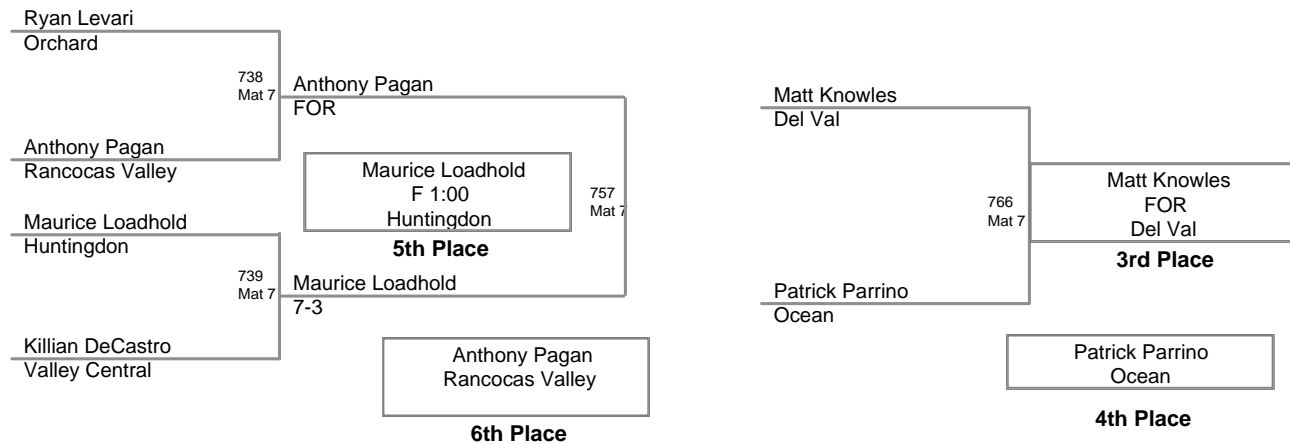 Ryan Levari
Orchard
738
Mat 7
Anthony Pagan
FOR
Anthony Pagan
Rancocas Valley
Maurice Loadhold
F 1:00
Huntingdon
5th Place
757
Mat 7
Maurice Loadhold
Huntingdon
739
Mat 7
Maurice Loadhold
7-3
Killian DeCastro
Valley Central
Anthony Pagan
Rancocas Valley
6th Place
Matt Knowles
Del Val
766
Mat 7
Matt Knowles
FOR
Del Val
3rd Place
Patrick Parrino
Ocean
Patrick Parrino
Ocean
4th Place